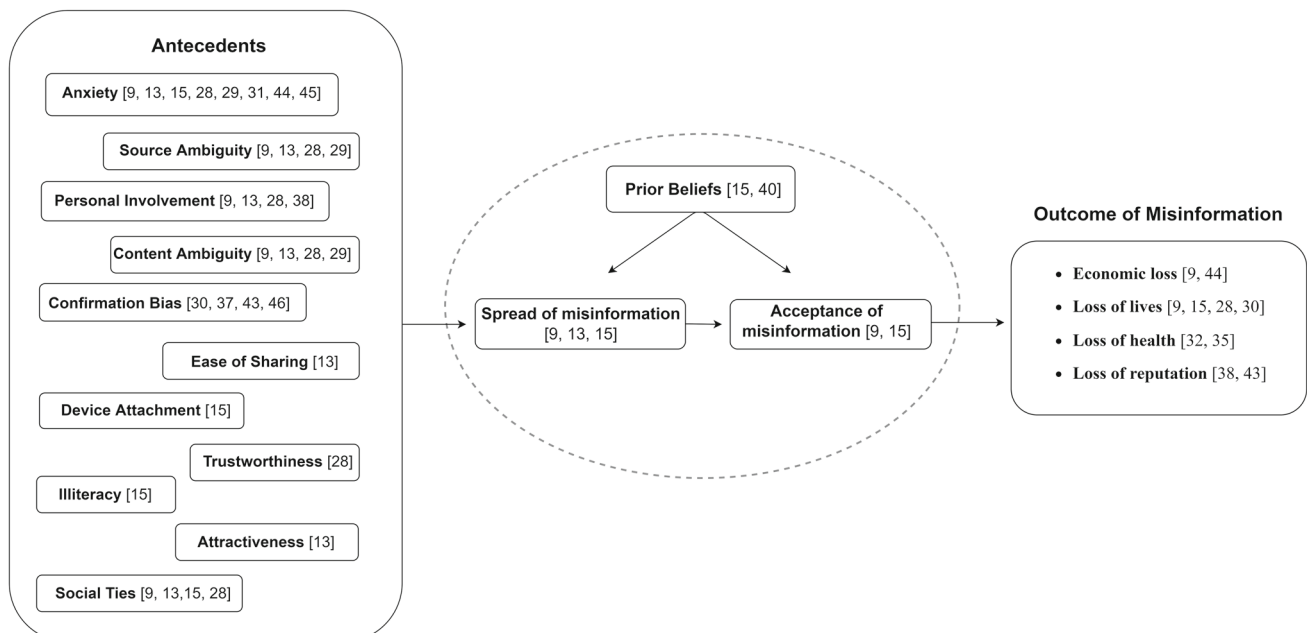 Antecedents
Anxiety [9, 13, 15, 28, 29, 31, 44, 45]
Source Ambiguity [9, 13, 28, 29]
Personal Involvement [9, 13, 28, 38]
Content Ambiguity [9, 13, 28, 29]
Confirmation Bias [30, 37, 43, 46]
Ease of Sharing [13]
Device Attachment [15]
Trustworthiness [28]
Illiteracy [15]
Attractiveness [13]
Social Ties [9, 13,15, 28]
Prior Beliefs [15, 40]
Spread of misinformation
[9, 13, 15]
Acceptance of
misinformation [9, 15]
Outcome of Misinformation
• Economic loss [9, 44]
• Loss of lives [9, 15, 28, 30]
• Loss of health [32, 35]
• Loss of reputation [38, 43]